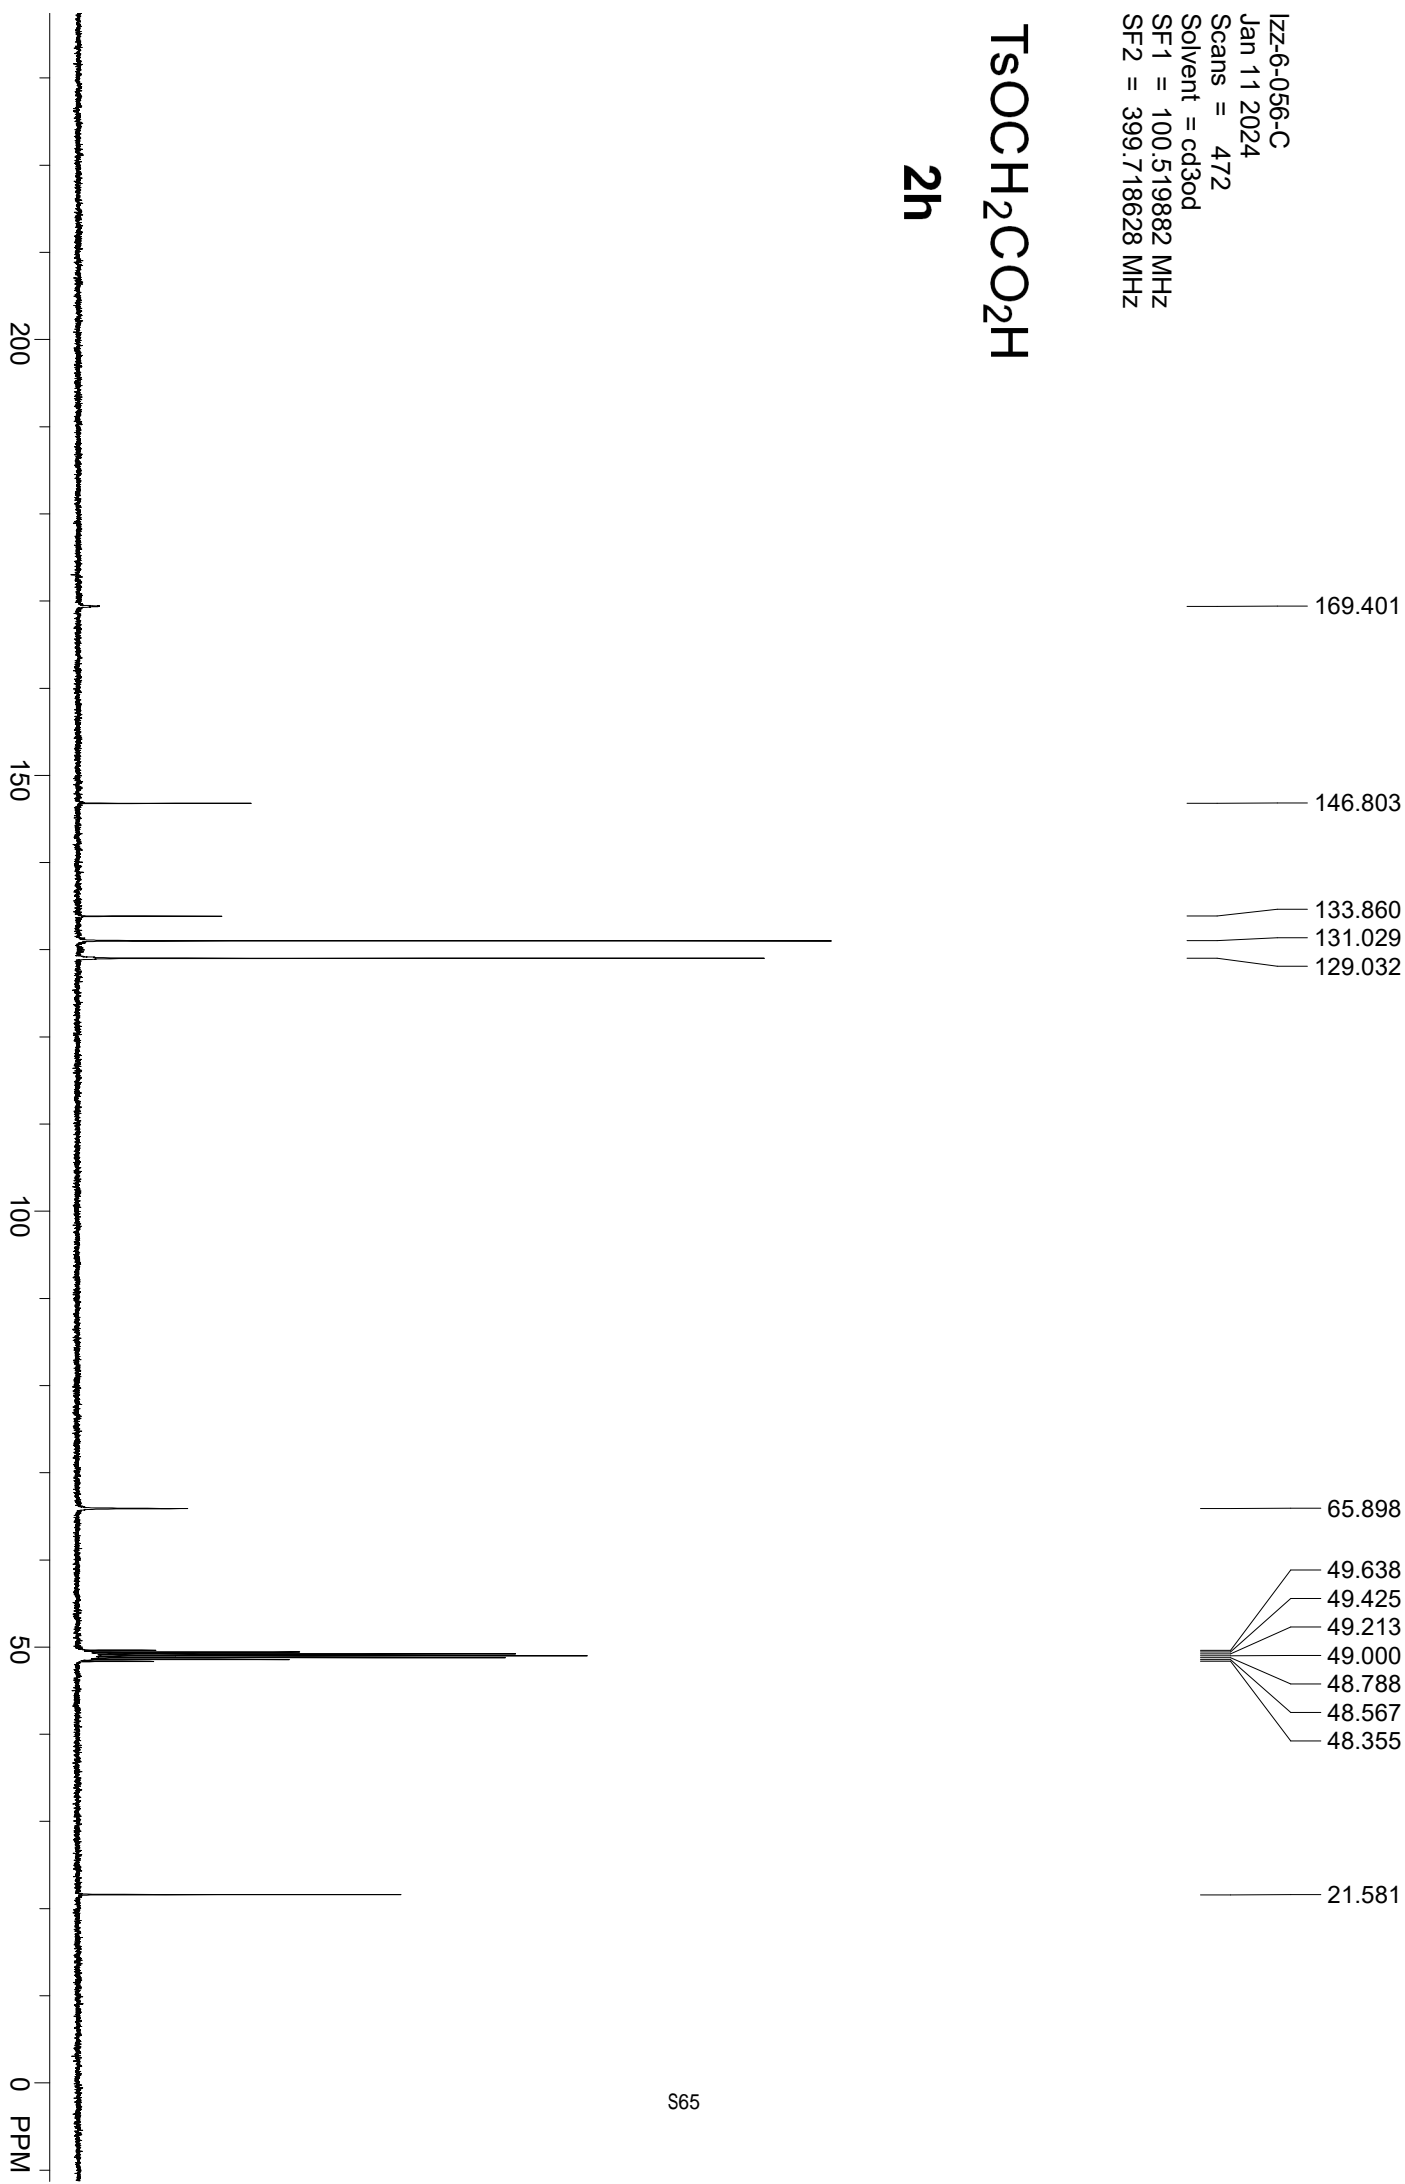 lzz-6-056-C
Jan 11 2024
Scans = 472
Solvent = cd3od
SF1 = 100.519882 MHz
SF2 = 399.718628 MHz
TsOCH2CO2H
2h
169.401
146.803
133.860
131.029
129.032
65.898
49.638
49.425
49.213
49.000
48.788
48.567
48.355
21.581
200 150 100 50 0 PPM
S65